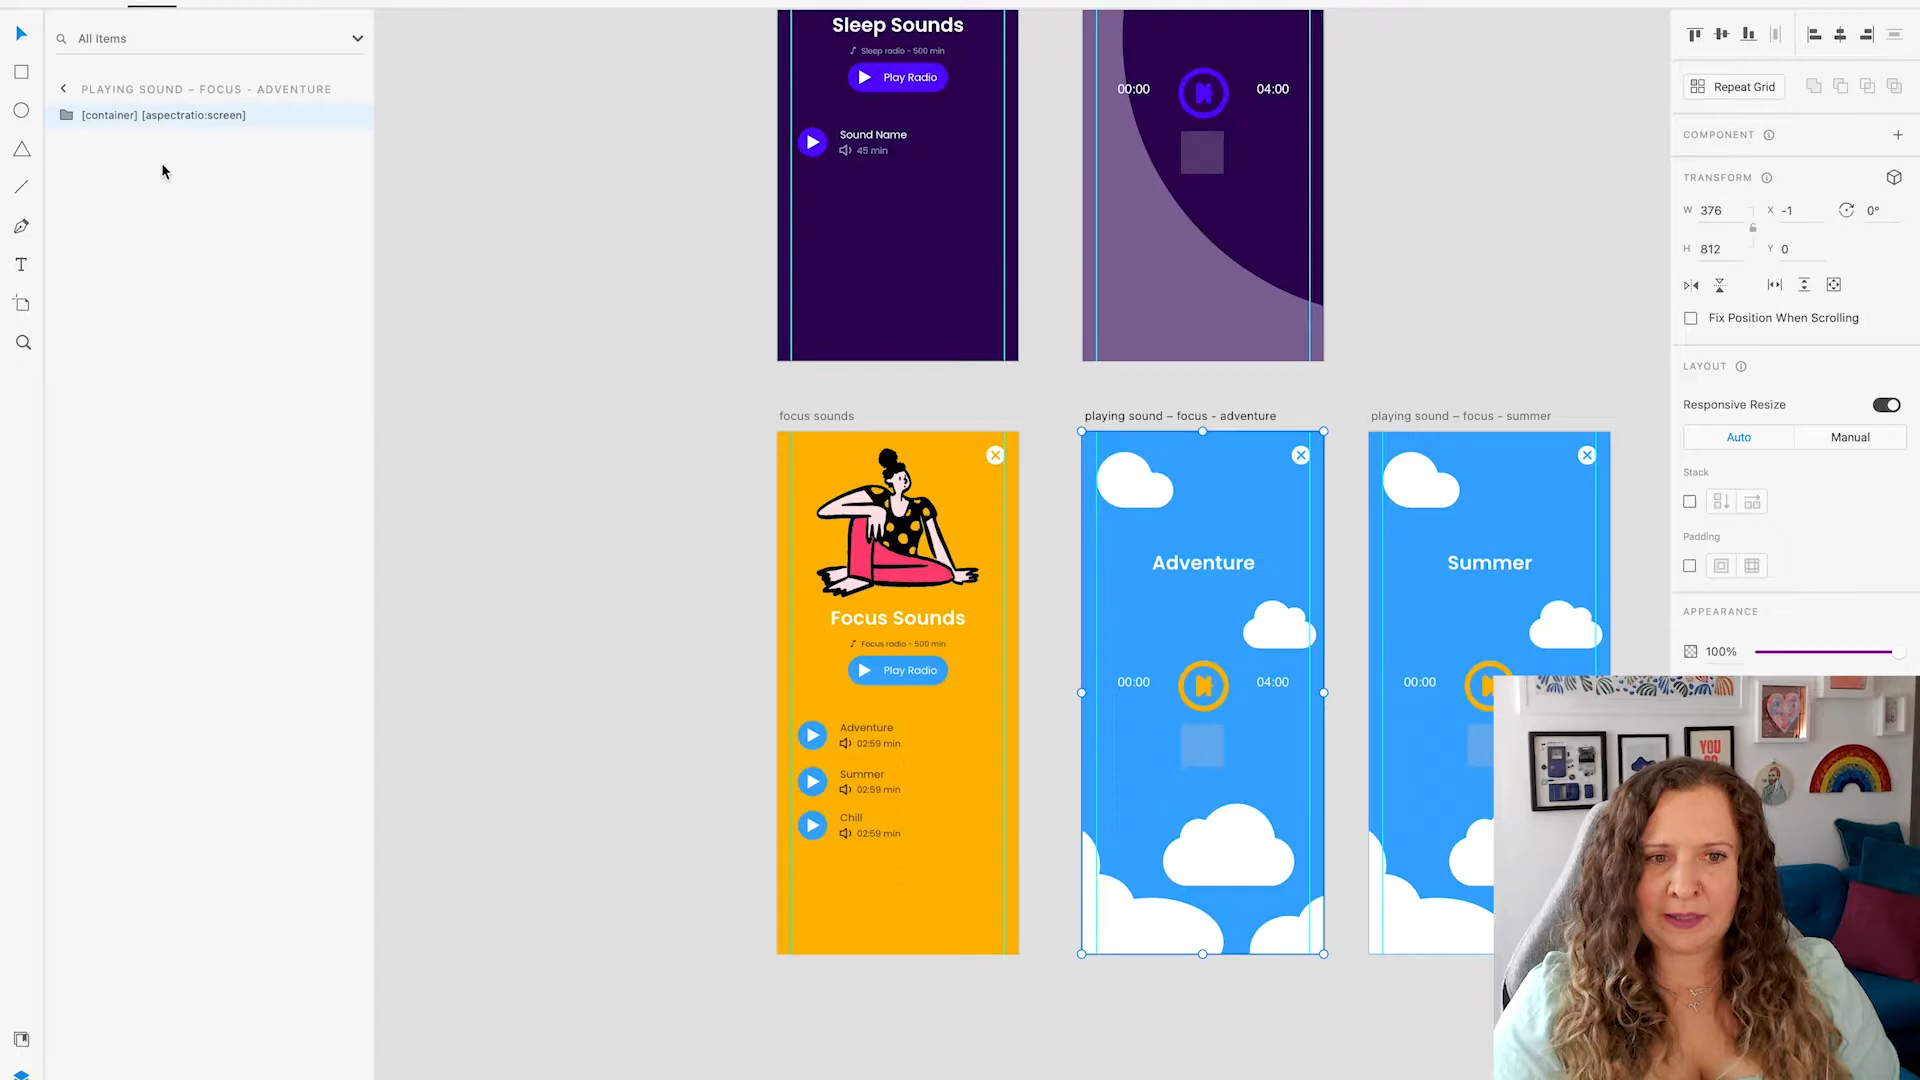 All Items
PLAYING SOUND – FOCUS - ADVENTURE
[container] [aspectratio:screen]
Sleep Sounds
Sleep radio - 500 min
Play Radio
Sound Name
45 min
00:00
04:00
focus sounds
Focus Sounds
Focus radio - 500 min
Play Radio
Adventure
02:59 min
Summer
02:59 min
Chill
02:59 min
playing sound – focus - adventure
Adventure
00:00
04:00
playing sound – focus - summer
Summer
00:00
Repeat Grid
COMPONENT
TRANSFORM
W 376
X -1
0°
H 812
Y 0
Fix Position When Scrolling
LAYOUT
Responsive Resize
Auto
Manual
Stack
Padding
APPEARANCE
100%
YOU